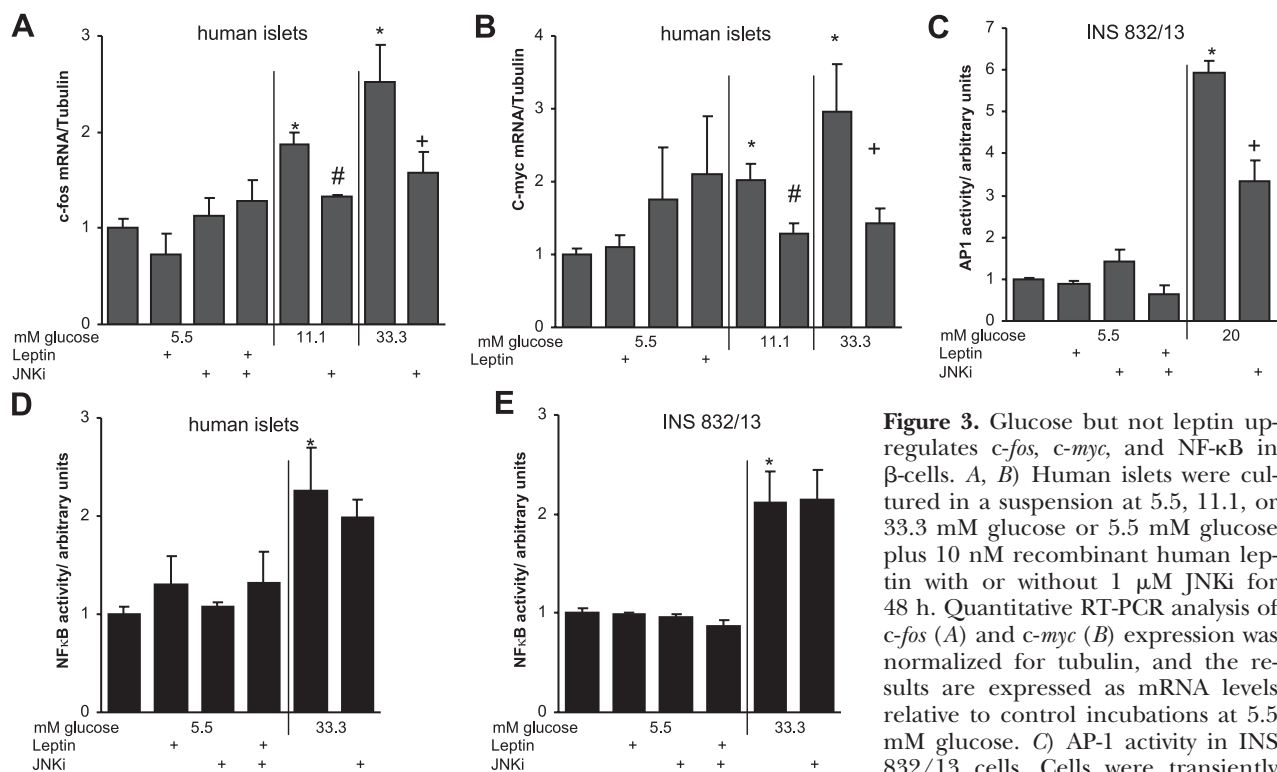 A
human islets
c-fos mRNA/Tubulin
3
2
1
0
*
*
#
+
mM glucose 5.5 11.1 33.3
Leptin + +
JNKi + + + +
B
human islets
C-myc mRNA/Tubulin
4
3
2
1
0
*
*
#
+
mM glucose 5.5 11.1 33.3
Leptin + +
C
INS 832/13
AP1 activity/ arbitrary units
7
6
5
4
3
2
1
0
*
+
mM glucose 5.5 20
Leptin + +
JNKi + + +
D
human islets
NFκB activity/ arbitrary units
3
2
1
0
*
mM glucose 5.5 33.3
Leptin + +
JNKi + + +
E
INS 832/13
NFκB activity/ arbitrary units
3
2
1
0
*
mM glucose 5.5 33.3
Leptin + +
JNKi + + +
Figure 3. Glucose but not leptin up-
regulates c-fos, c-myc, and NF-κB in
β-cells. A, B) Human islets were cul-
tured in a suspension at 5.5, 11.1, or
33.3 mM glucose or 5.5 mM glucose
plus 10 nM recombinant human lep-
tin with or without 1 μM JNKi for
48 h. Quantitative RT-PCR analysis of
c-fos (A) and c-myc (B) expression was
normalized for tubulin, and the re-
sults are expressed as mRNA levels
relative to control incubations at 5.5
mM glucose. C) AP-1 activity in INS
832/13 cells. Cells were transiently